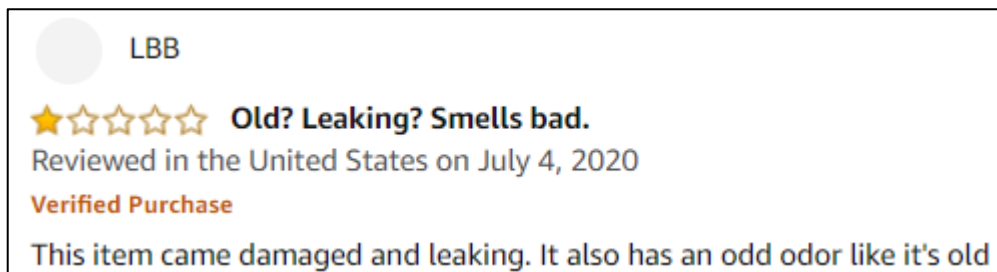 LBB
Old? Leaking? Smells bad.
Reviewed in the United States on July 4, 2020
Verified Purchase
This item came damaged and leaking. It also has an odd odor like it's old